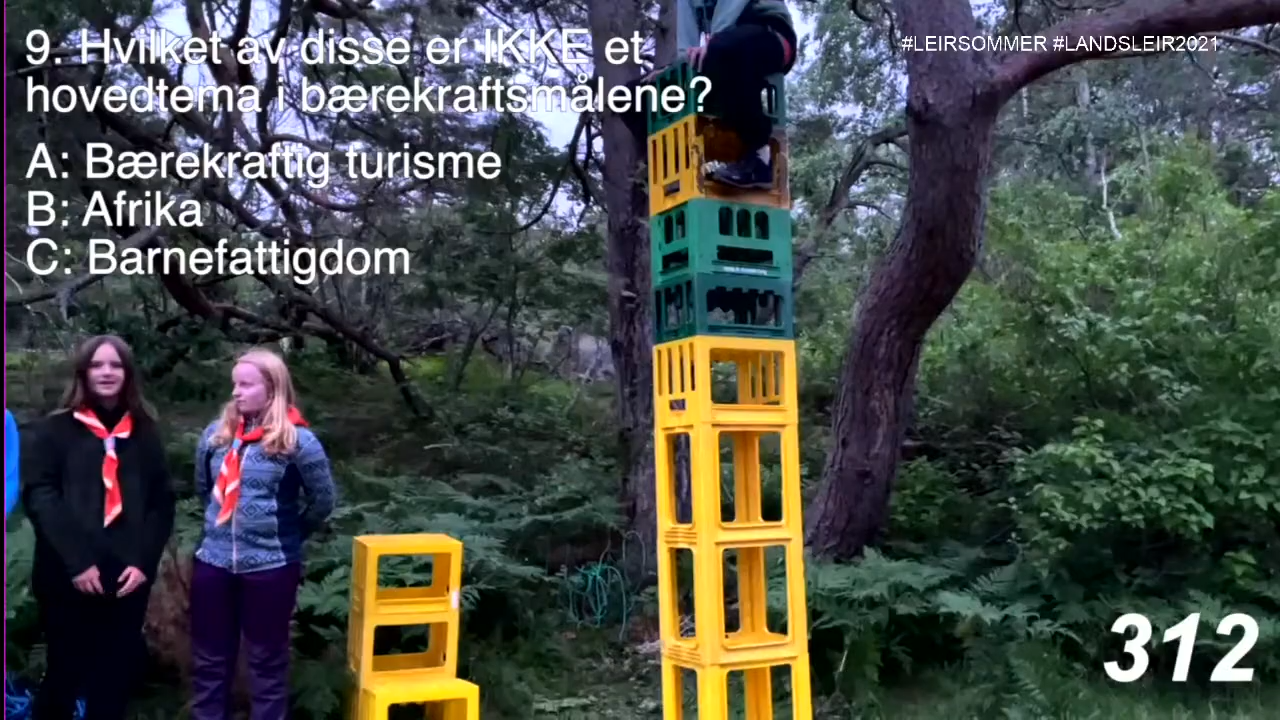 #LEIRSOMMER #LANDSLEIR2021
9. Hvilket av disse er IKKE et
hovedtema i bærekraftsmålene?
A: Bærekraftig turisme
B: Afrika
C: Barnefattigdom
312